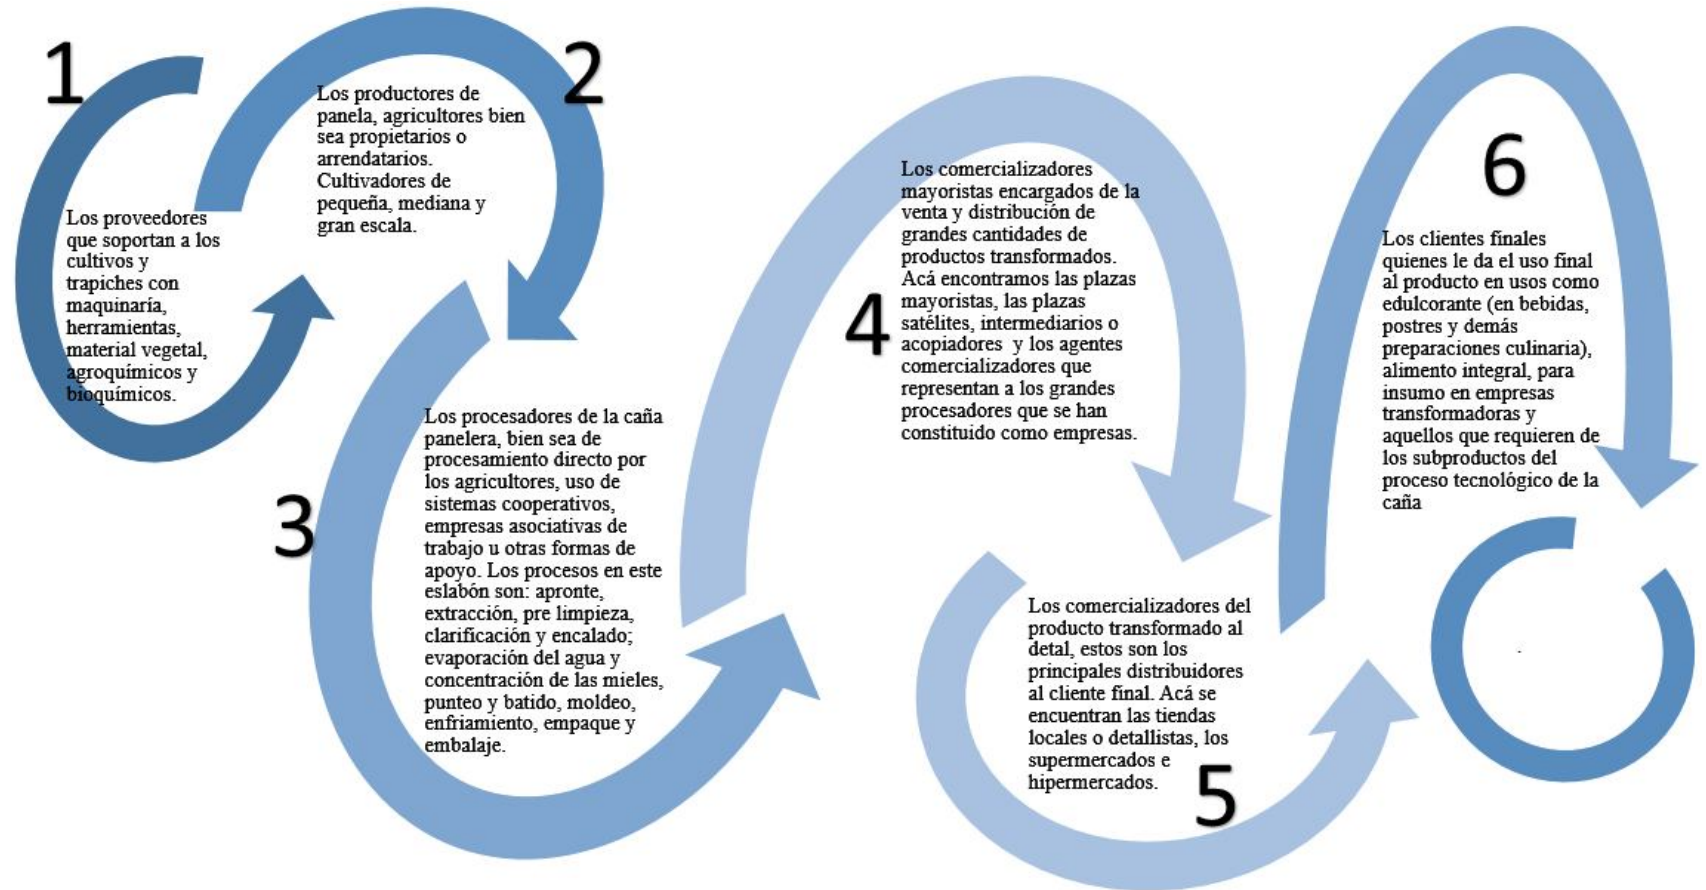 1
Los proveedores
que soportan a los
cultivos y
trapiches con
maquinaría,
herramientas,
material vegetal,
agroquímicos y
bioquímicos.
2
Los productores de
panela, agricultores bien
sea propietarios o
arrendatarios.
Cultivadores de
pequeña, mediana y
gran escala.
3
Los procesadores de la caña
panelera, bien sea de
procesamiento directo por
los agricultores, uso de
sistemas cooperativos,
empresas asociativas de
trabajo u otras formas de
apoyo. Los procesos en este
eslabón son: apronte,
extracción, pre limpieza,
clarificación y encalado;
evaporación del agua y
concentración de las mieles,
punteo y batido, moldeo,
enfriamiento, empaque y
embalaje.
4
Los comercializadores
mayoristas encargados de la
venta y distribución de
grandes cantidades de
productos transformados.
Acá encontramos las plazas
mayoristas, las plazas
satélites, intermediarios o
acopiadores y los agentes
comercializadores que
representan a los grandes
procesadores que se han
constituido como empresas.
5
Los comercializadores del
producto transformado al
detal, estos son los
principales distribuidores
al cliente final. Acá se
encuentran las tiendas
locales o detallistas, los
supermercados e
hipermercados.
6
Los clientes finales
quienes le da el uso final
al producto en usos como
edulcorante (en bebidas,
postres y demás
preparaciones culinaria),
alimento integral, para
insumo en empresas
transformadoras y
aquellos que requieren de
los subproductos del
proceso tecnológico de la
caña
.